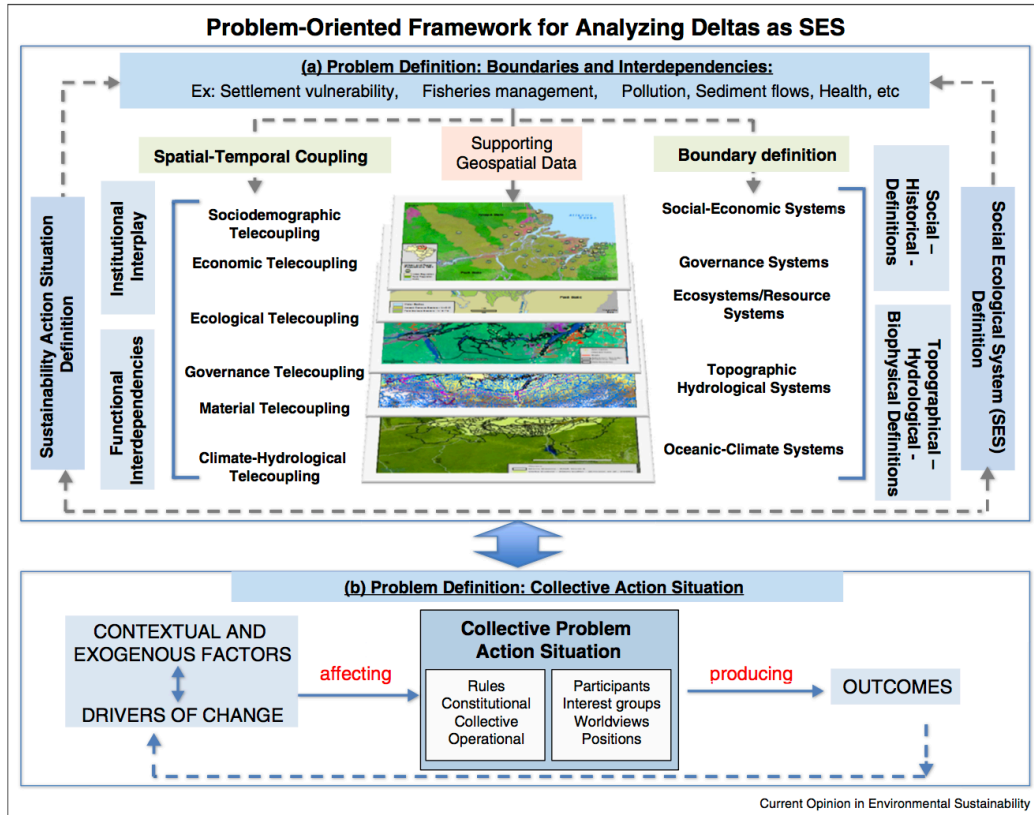 Problem-Oriented Framework for Analyzing Deltas as SES
(a) Problem Definition: Boundaries and Interdependencies:
Ex: Settlement vulnerability, Fisheries management, Pollution, Sediment flows, Health, etc
Spatial-Temporal Coupling
Supporting
Geospatial Data
Boundary definition
Sustainability Action Situation
Definition
Institutional
Interplay
Functional
Interdependencies
Sociodemographic
Telecoupling
Economic Telecoupling
Ecological Telecoupling
Governance Telecoupling
Material Telecoupling
Climate-Hydrological
Telecoupling
Social-Economic Systems
Governance Systems
Ecosystems/Resource
Systems
Topographic
Hydrological Systems
Oceanic-Climate Systems
Social –
Historical -
Definitions
Topographical –
Hydrological -
Biophysical Definitions
Social Ecological System (SES)
Definition
(b) Problem Definition: Collective Action Situation
CONTEXTUAL AND
EXOGENOUS FACTORS
DRIVERS OF CHANGE
affecting
Collective Problem
Action Situation
Rules
Constitutional
Collective
Operational
Participants
Interest groups
Worldviews
Positions
producing
OUTCOMES
Current Opinion in Environmental Sustainability